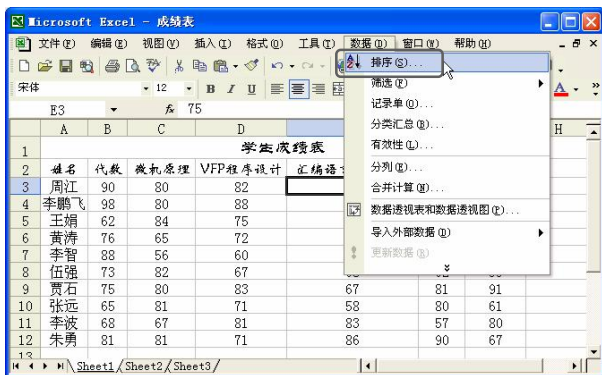 Microsoft Excel - 成绩表
文件(F) 编辑(E) 视图(V) 插入(I) 格式(O) 工具(T) 数据(D) 窗口(W) 帮助(H)
宋体 12 B I U
排序(S)...
筛选(F)
记录单(O)...
分类汇总(B)...
有效性(L)...
分列(E)...
合并计算(N)...
数据透视表和数据透视图(P)...
导入外部数据(D)
更新数据(R)
E3 fx 75
A B C D H
1 学生成绩表
2 姓名 代数 微机原理 VFP程序设计 汇编语
3 周江 90 80 82
4 李鹏飞 98 80 88
5 王娟 62 84 75
6 黄涛 76 65 72
7 李智 88 56 60
8 伍强 73 82 67
9 贾石 75 80 83 67 81 91
10 张远 65 81 71 58 80 61
11 李波 68 67 81 83 57 80
12 朱勇 81 81 71 86 90 67
13
Sheet1 Sheet2 Sheet3